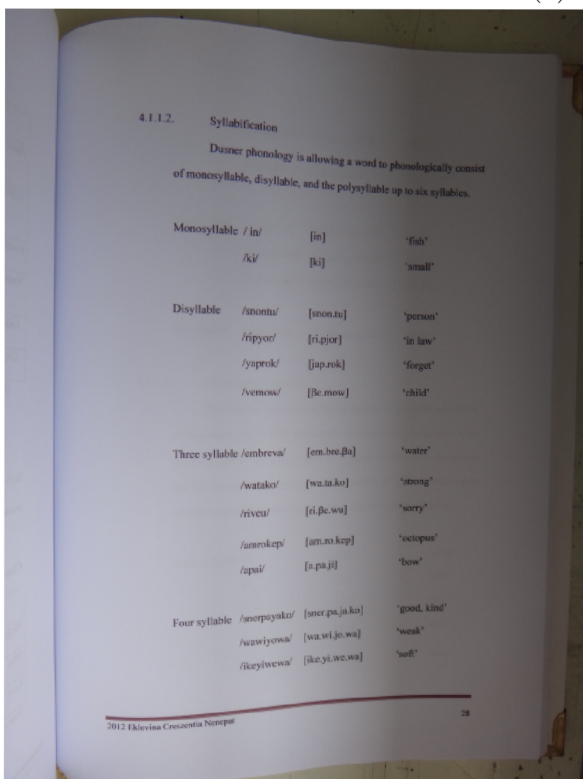 4.1.1.2. Syllabification
Dusner phonology is allowing a word to phonologically consist
of monosyllable, disyllable, and the polysyllable up to six syllables.
Monosyllable / in/ [in] ‘fish’
/ki/ [ki] ‘small’
Disyllable /snontu/ [snon.tu] ‘person’
/ripyor/ [ri.pjor] ‘in law’
/yaprok/ [jap.rok] ‘forget’
/vemow/ [βe.mow] ‘child’
Three syllable /embreva/ [em.bre.βa] ‘water’
/watako/ [wa.ta.ko] ‘strong’
/riveu/ [ri.βe.wu] ‘sorry’
/amrokep/ [am.ro.kep] ‘octopus’
/apai/ [a.pa.ji] ‘bow’
Four syllable /snerpayako/ [sner.pa.ja.ko] ‘good, kind’
/wawiyowa/ [wa.wi.jo.wa] ‘weak’
/ikeyiwewa/ [ike.yi.we.wa] ‘soft’
28
2012 Eklevina Creszentia Nenepat